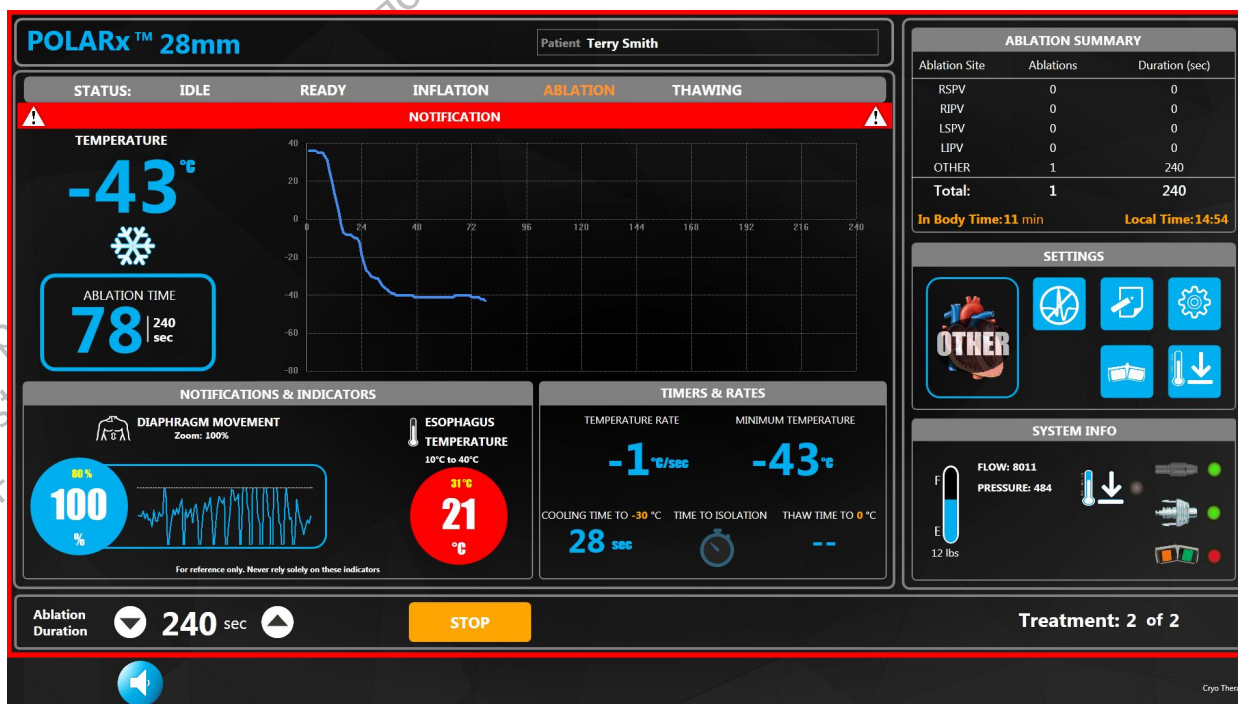 POLARx™ 28mm
Patient Terry Smith
STATUS: IDLE READY INFLATION ABLATION THAWING
NOTIFICATION
TEMPERATURE
-43 °C
ABLATION TIME
78 240 sec
40
20
0
-20
-40
-60
-80
0 24 48 72 96 120 144 168 192 216 240
NOTIFICATIONS & INDICATORS
DIAPHRAGM MOVEMENT
Zoom: 100%
80 %
100
%
ESOPHAGUS
TEMPERATURE
10°C to 40°C
31°C
21
°C
For reference only. Never rely solely on these indicators
TIMERS & RATES
TEMPERATURE RATE MINIMUM TEMPERATURE
-1 °C/sec -43 °C
COOLING TIME TO -30 °C TIME TO ISOLATION THAW TIME TO 0 °C
28 sec --
Ablation
Duration
240 sec
STOP
Treatment: 2 of 2
ABLATION SUMMARY
Ablation Site Ablations Duration (sec)
RSPV 0 0
RIPV 0 0
LSPV 0 0
LIPV 0 0
OTHER 1 240
Total: 1 240
In Body Time: 11 min Local Time: 14:54
SETTINGS
OTHER
SYSTEM INFO
F
E
12 lbs
FLOW: 8011
PRESSURE: 484
Cryo Ther